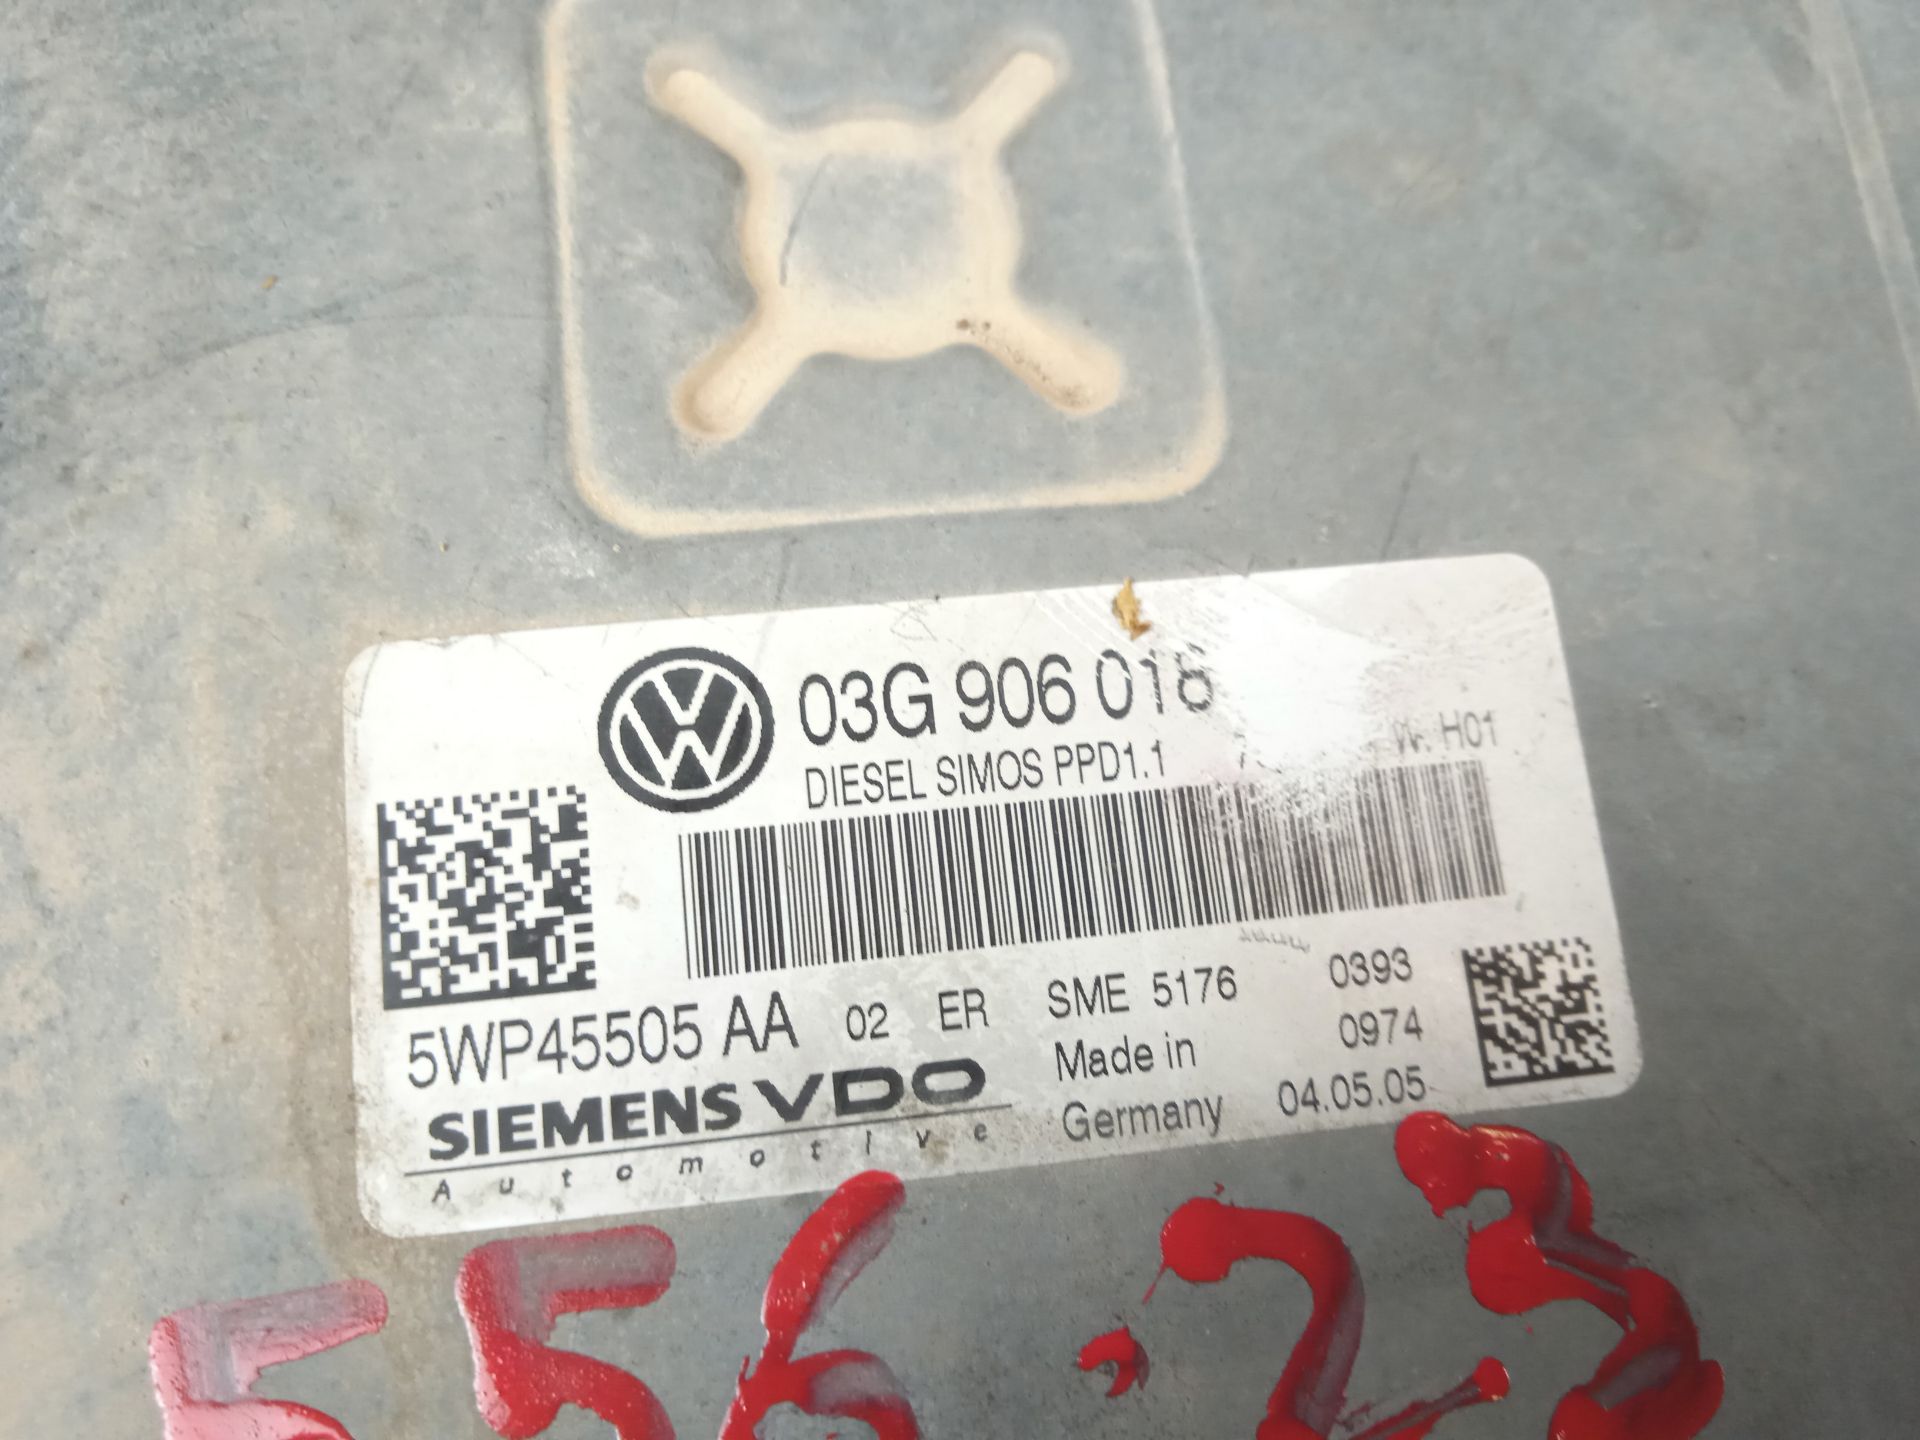 03G 906 018
DIESEL SIMOS PPD1.1 H01
5WP45505 AA 02 ER SME 5176 0393
Made in 0974
Germany 04.05.05
SIEMENS VDO
Automotive
556.23